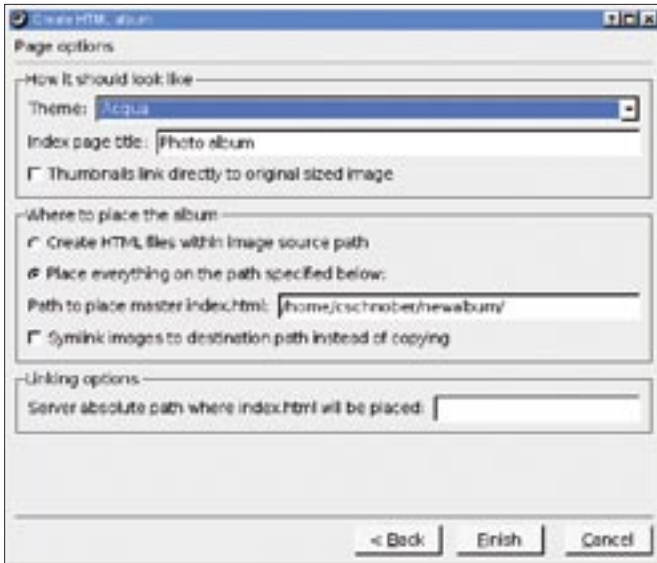 Create HTML album
Page options
How it should look like
Theme: Acqua
Index page title: Photo album
Thumbnails link directly to original sized image
Where to place the album
Create HTML files within image source path
Place everything on the path specified below:
Path to place master index.html: /home/cschnober/newalbum/
Symlink images to destination path instead of copying
Linking options
Server absolute path where index.html will be placed:
< Back Finish Cancel